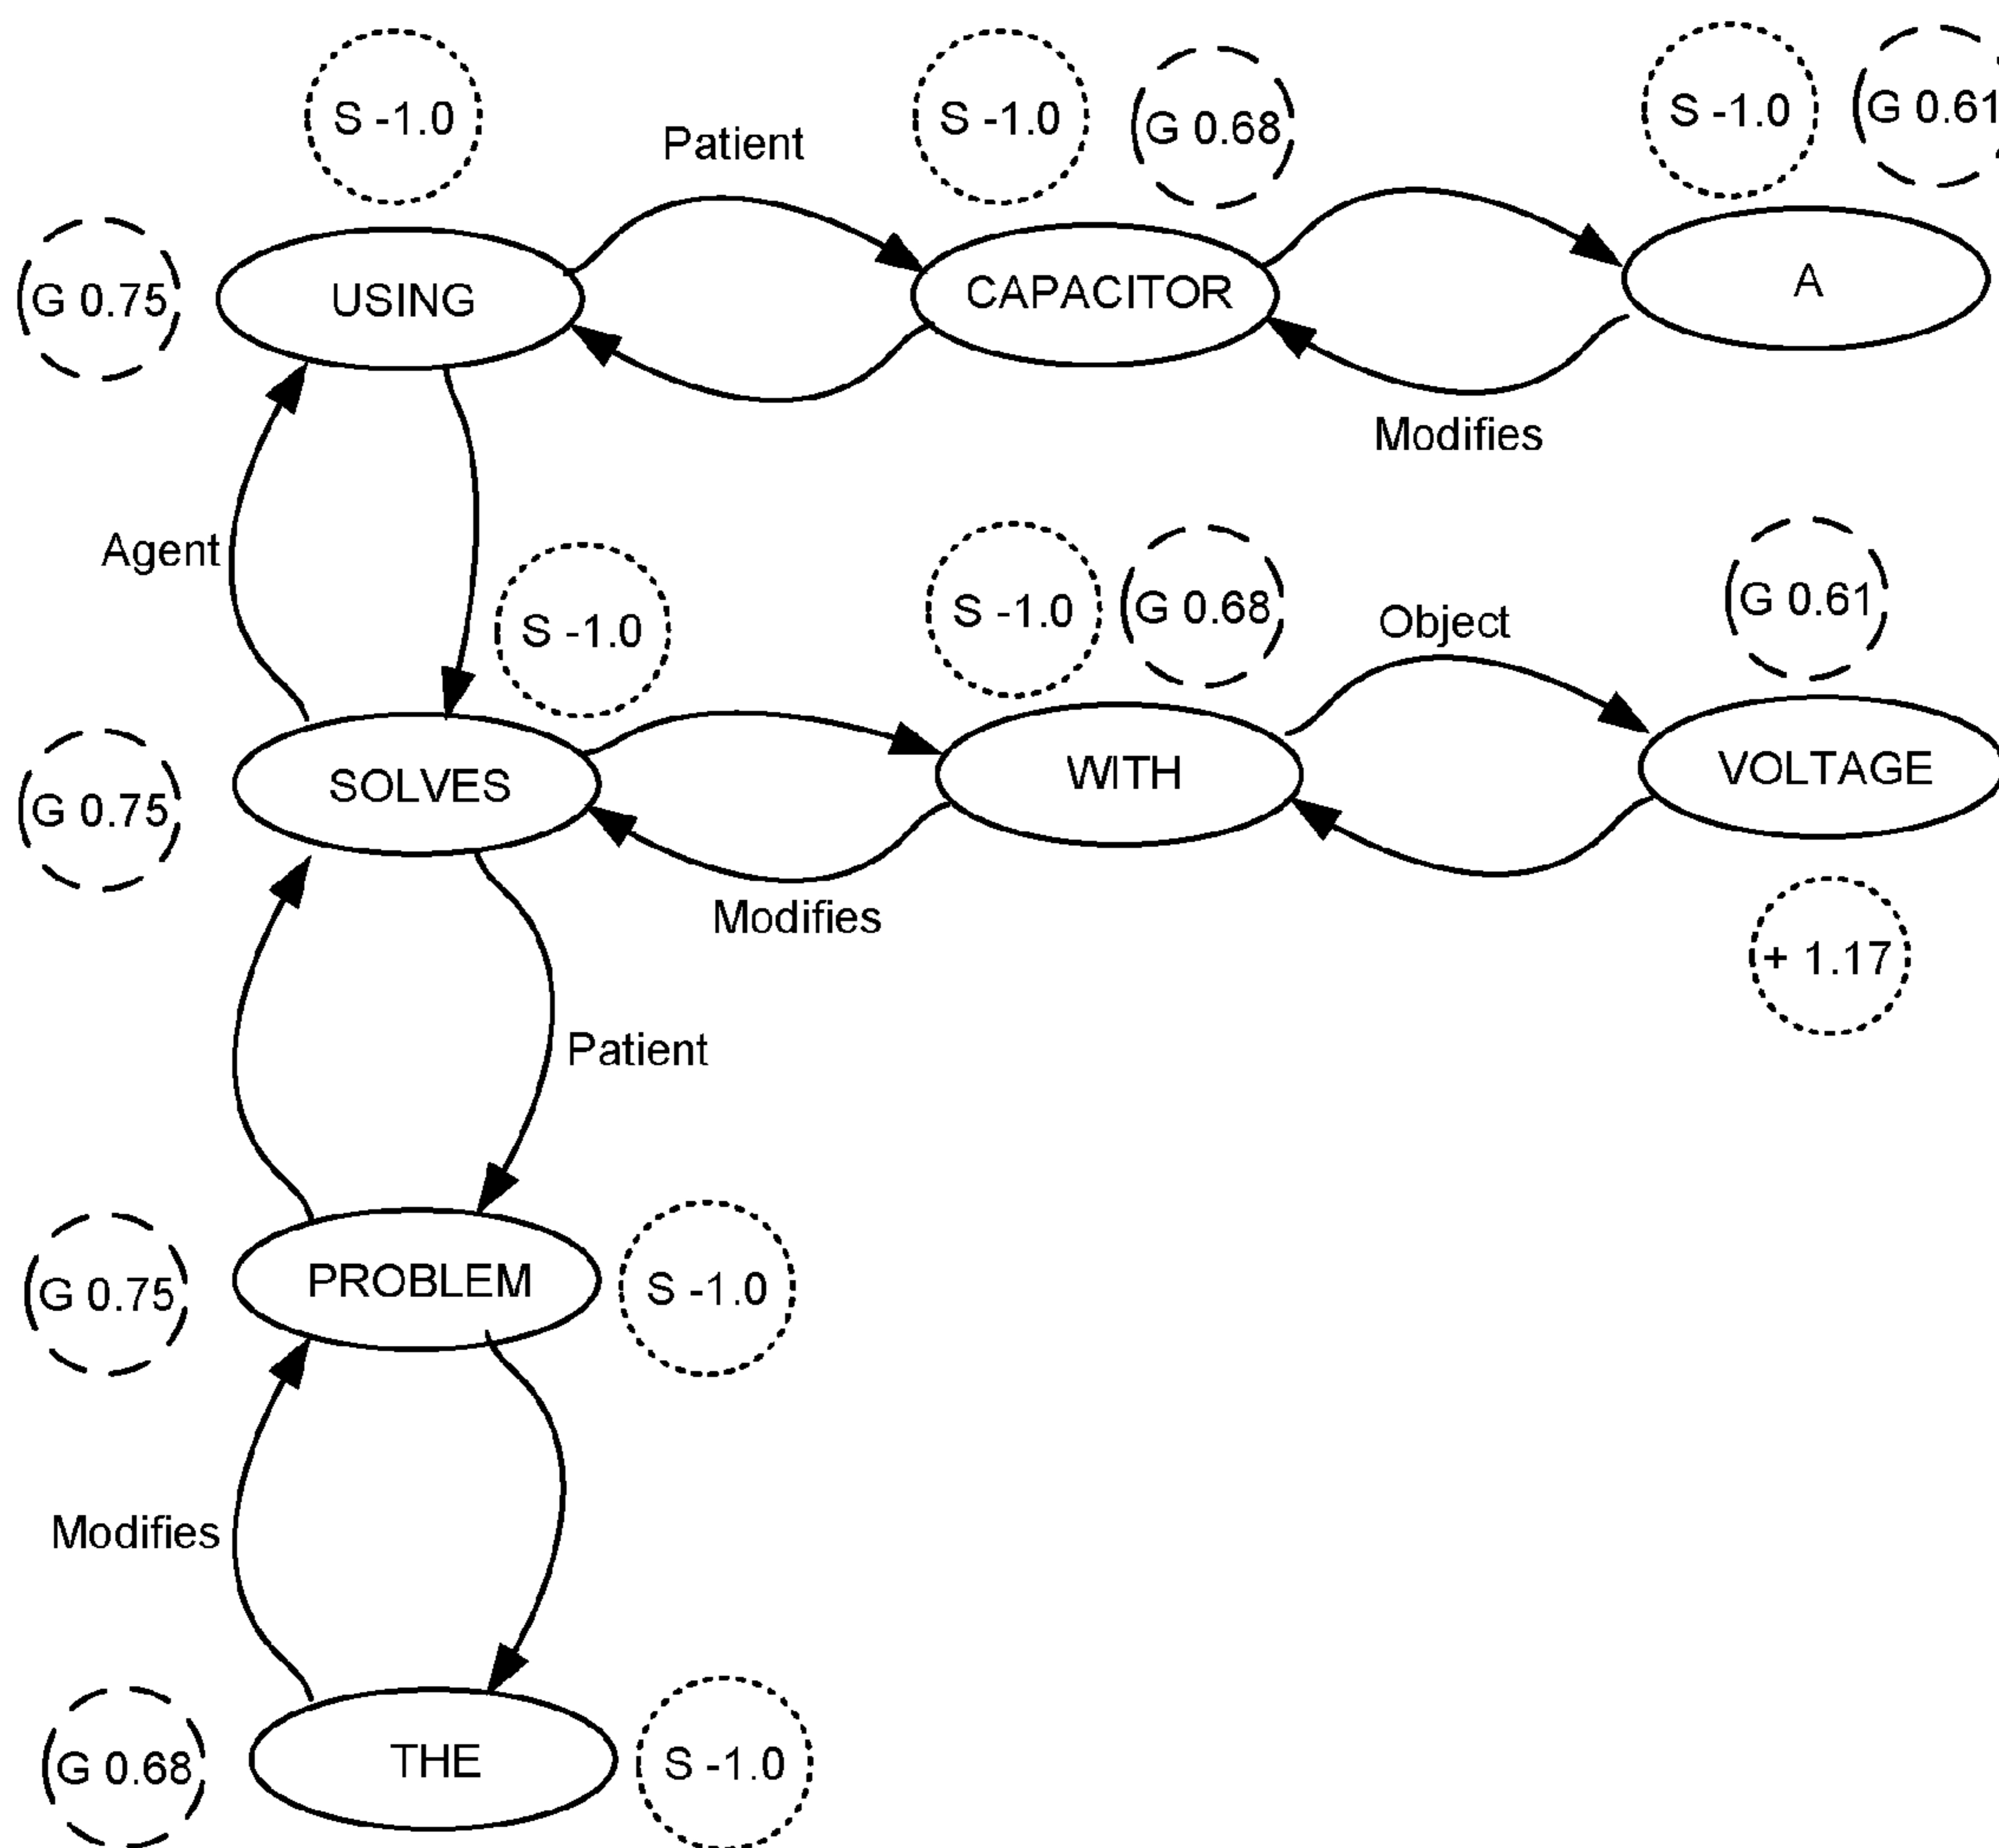 S -1.0
Patient
S -1.0
G 0.68
S -1.0
G 0.61
G 0.75
USING
CAPACITOR
A
Modifies
Agent
S -1.0
S -1.0
G 0.68
Object
G 0.61
G 0.75
SOLVES
WITH
VOLTAGE
Modifies
+ 1.17
Patient
G 0.75
PROBLEM
S -1.0
Modifies
G 0.68
THE
S -1.0